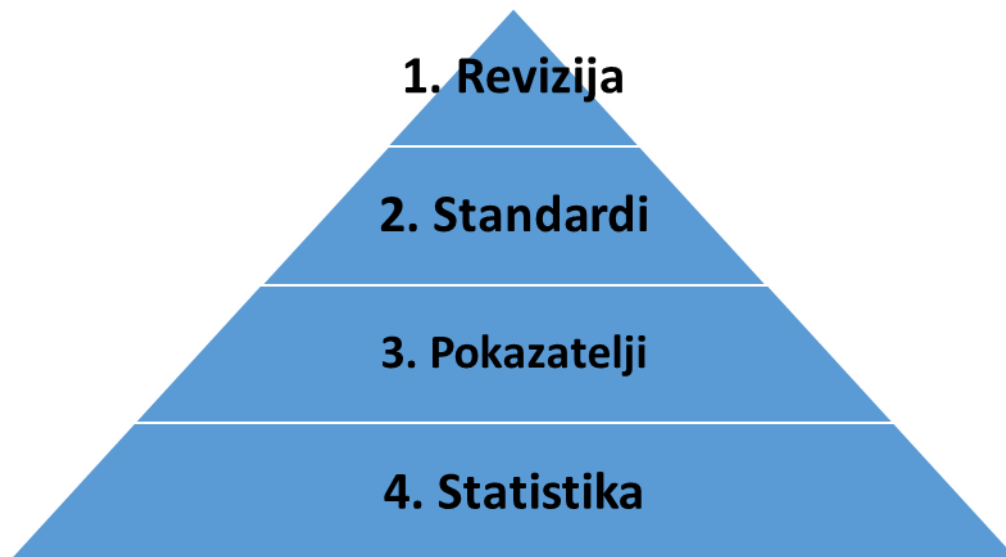 1. Revizija
2. Standardi
3. Pokazatelji
4. Statistika